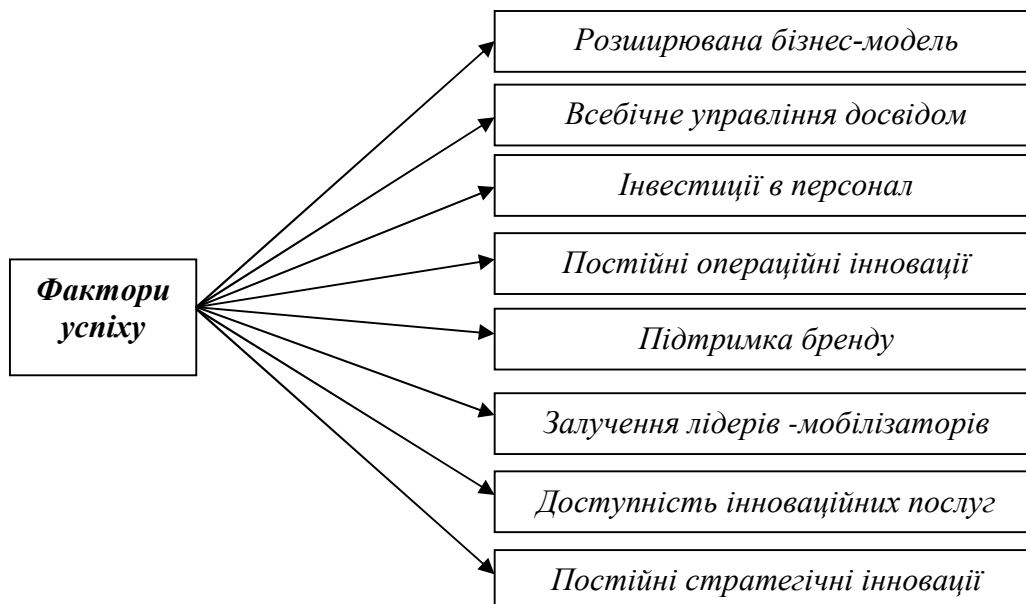 Розширювана бізнес-модель
Всебічне управління досвідом
Інвестиції в персонал
Фактори
успіху
Постійні операційні інновації
Підтримка бренду
Залучення лідерів -мобілізаторів
Доступність інноваційних послуг
Постійні стратегічні інновації